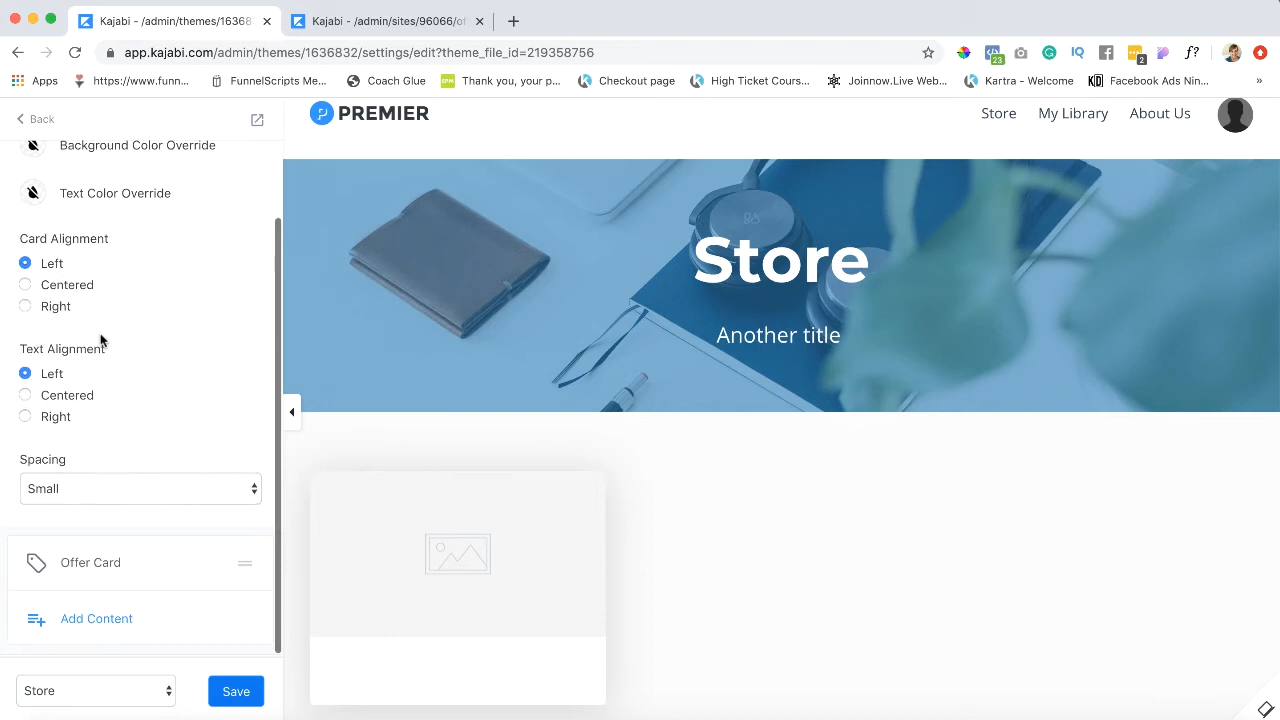 Kajabi - /admin/themes/16368
Kajabi - /admin/sites/96066/of
app.kajabi.com/admin/themes/1636832/settings/edit?theme_file_id=219358756
23
IQ
2
f?
Apps
https://www.funn...
FunnelScripts Me...
Coach Glue
Thank you, your p...
Checkout page
High Ticket Cours...
Joinnow.Live Web...
Kartra - Welcome
Facebook Ads Nin...
»
Back
PREMIER
Store
My Library
About Us
Background Color Override
Text Color Override
Card Alignment
Left
Centered
Right
Text Alignment
Left
Centered
Right
Spacing
Small
Offer Card
Add Content
Store
Save
Store
Another title